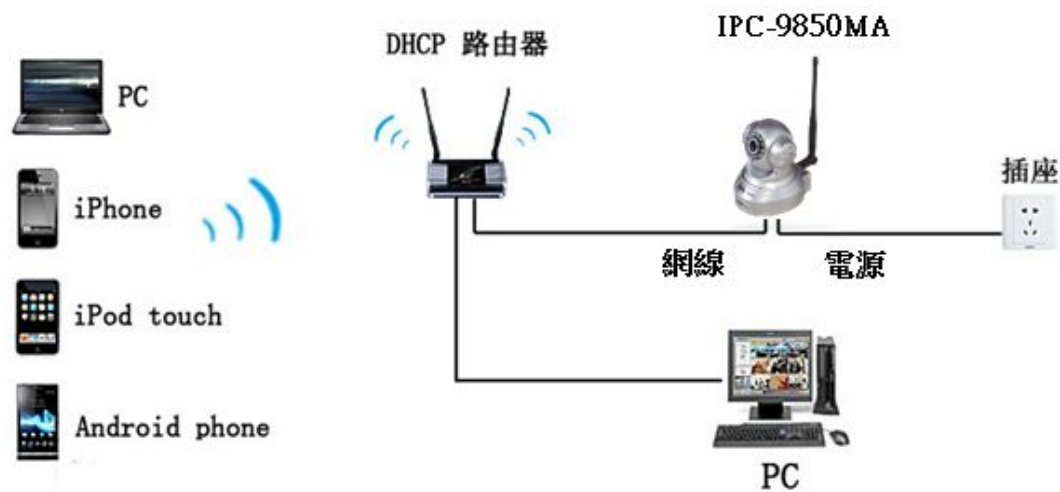 IPC-9850MA
DHCP 路由器
PC
iPhone
iPod touch
Android phone
插座
網線
電源
PC